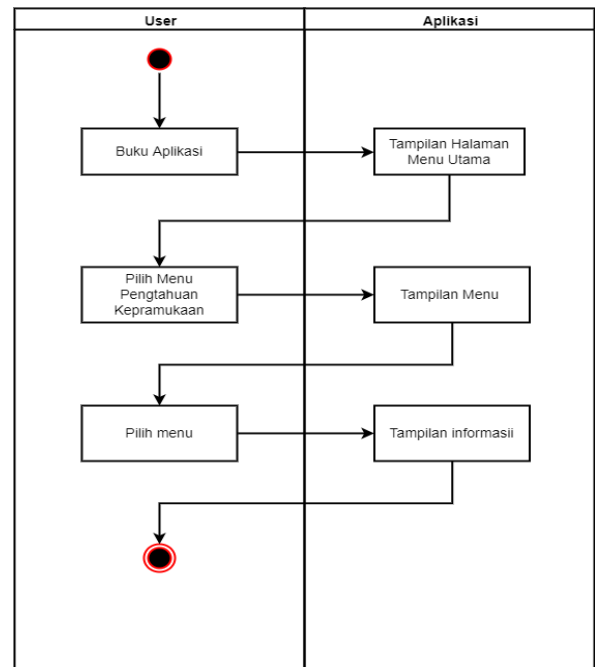 User
Aplikasi
Buku Aplikasi
Tampilan Halaman
Menu Utama
Pilih Menu
Pengtahuan
Kepramukaan
Tampilan Menu
Pilih menu
Tampilan informasii